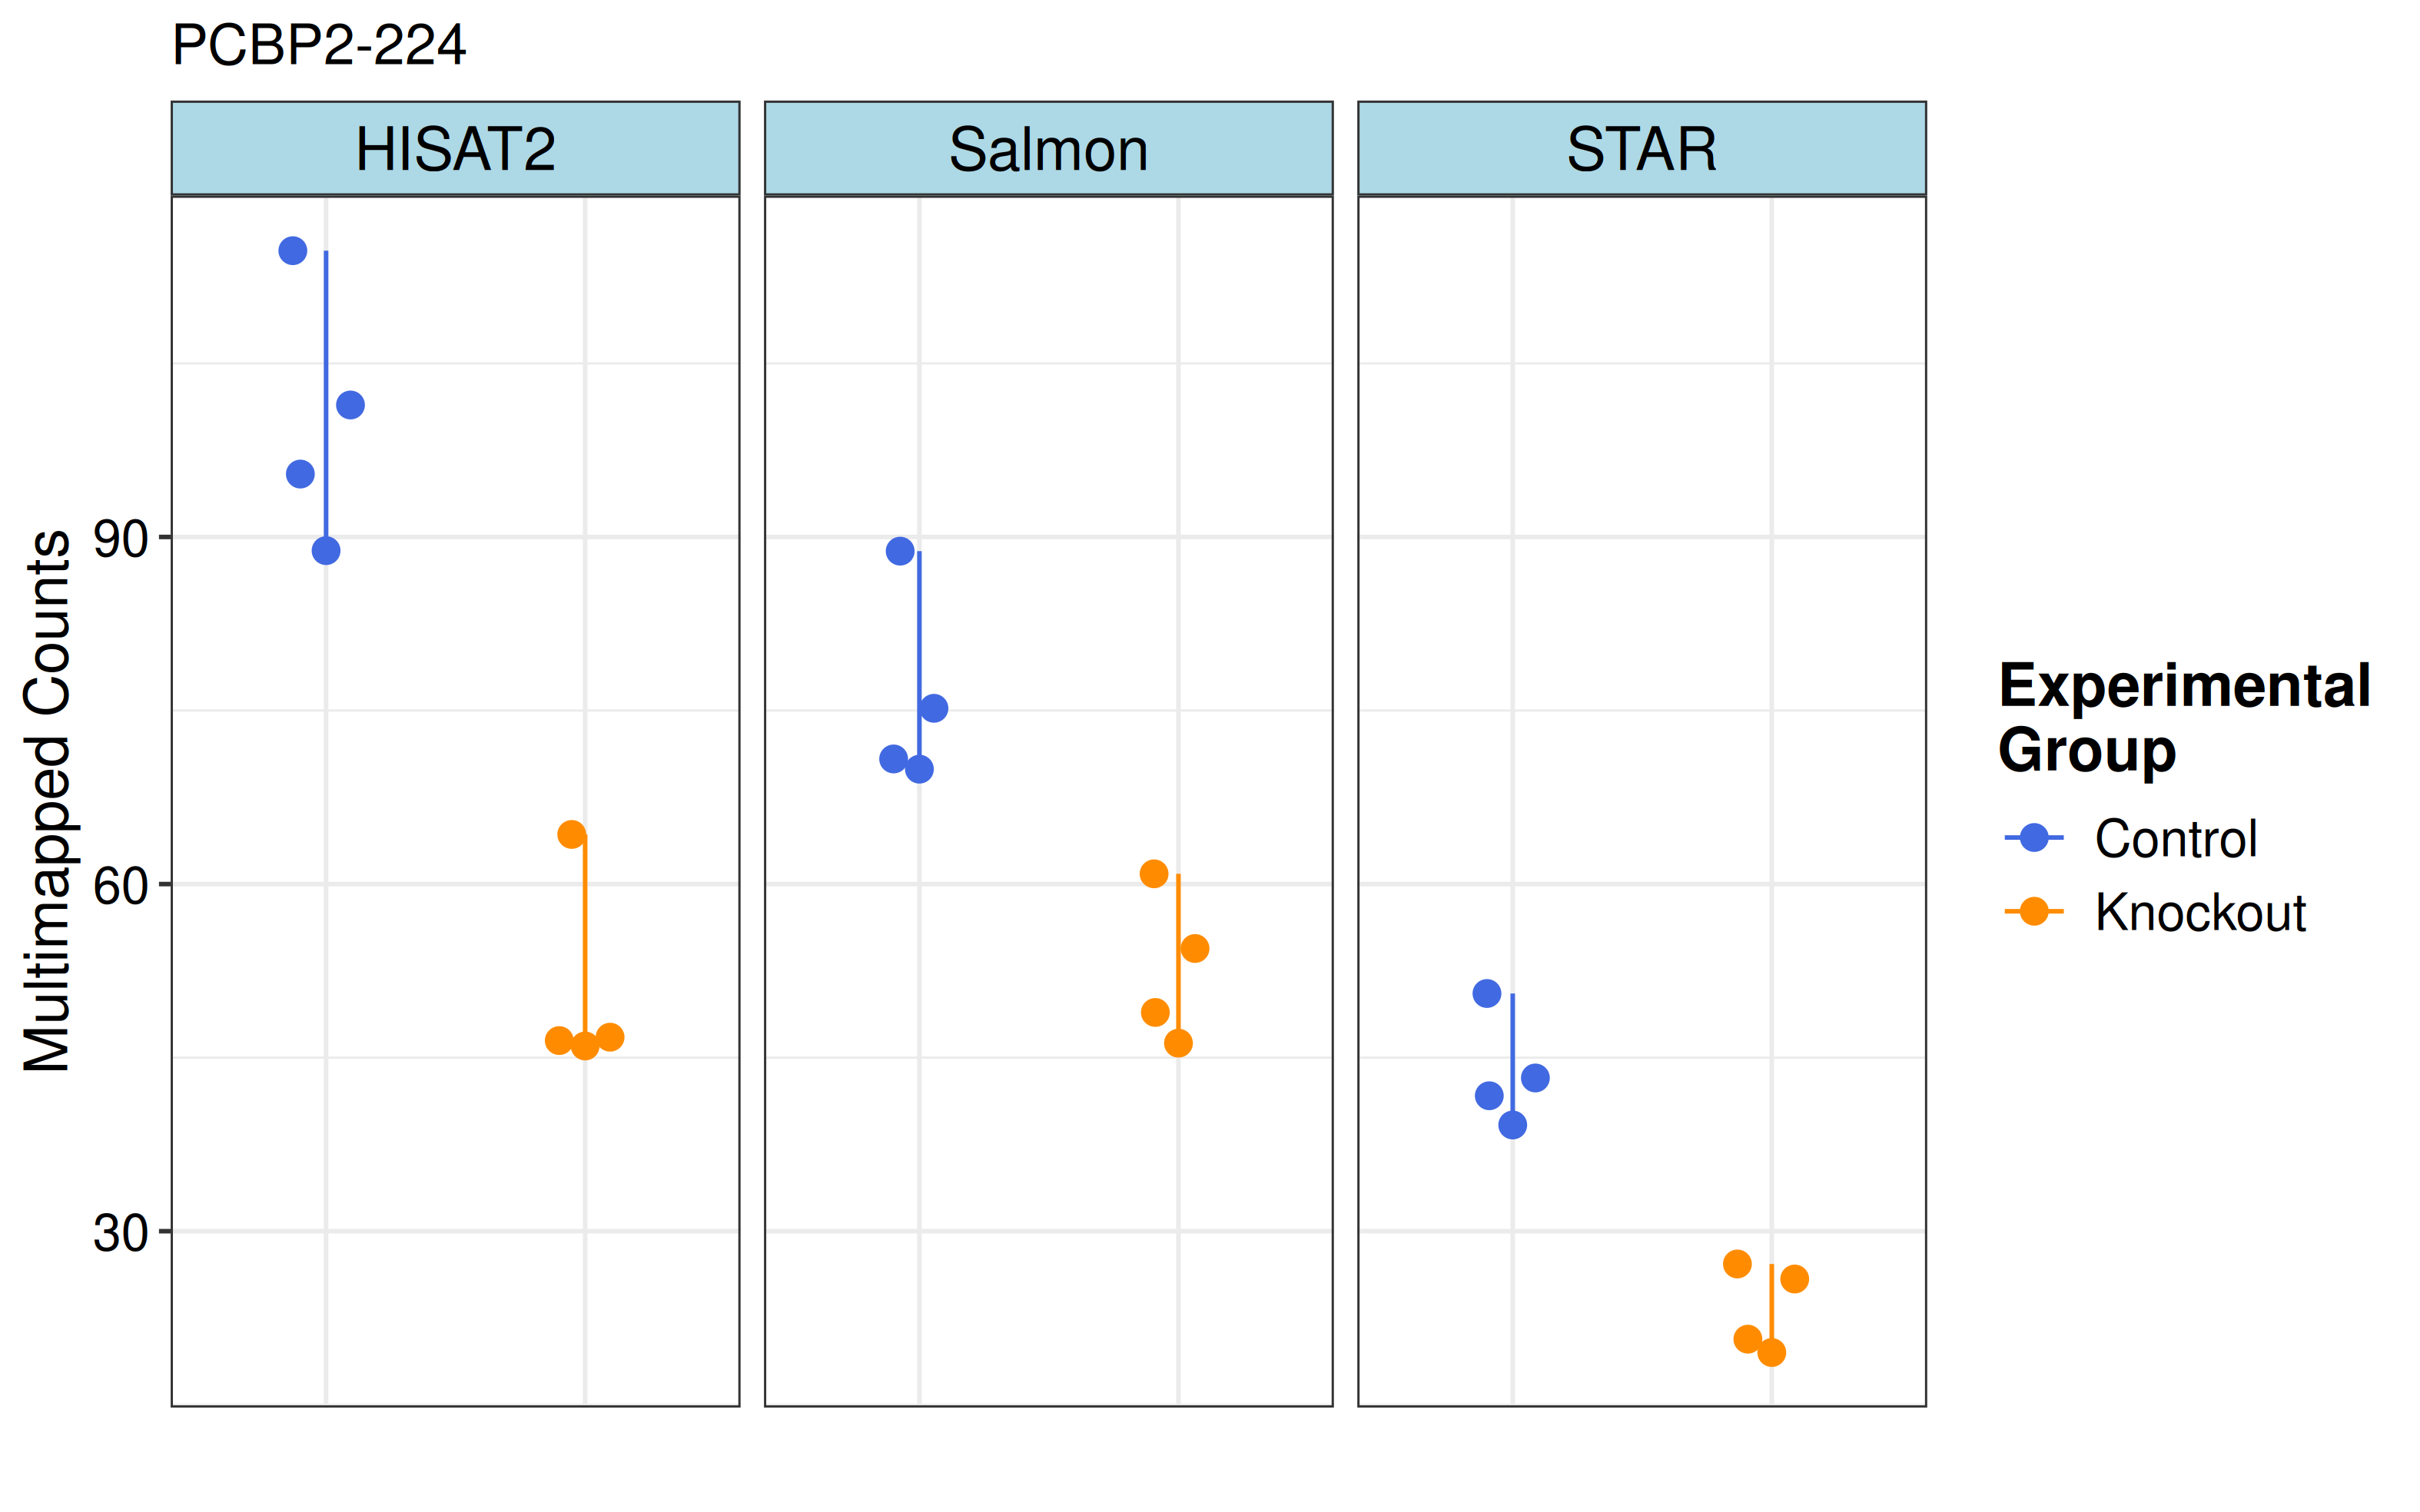 PCBP2-224
HISAT2
Salmon
STAR
Multimapped Counts
90
60
30
Experimental
Group
Control
Knockout